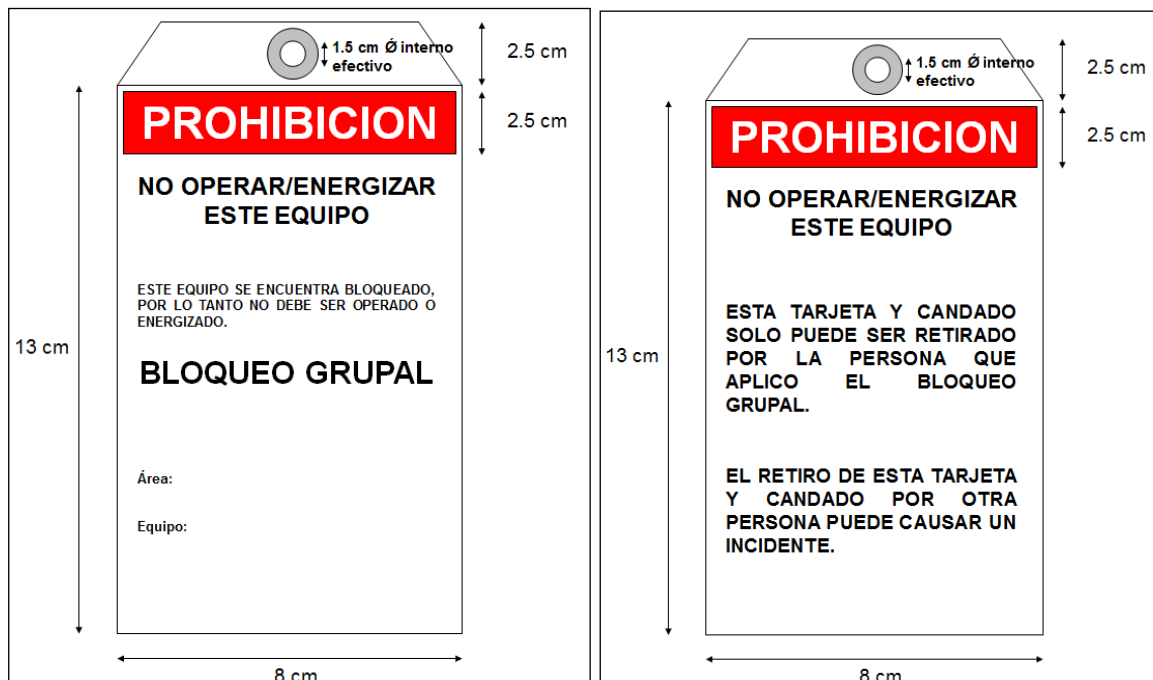 1.5 cm Ǿ interno
efectivo
2.5 cm
PROHIBICION
2.5 cm
NO OPERAR/ENERGIZAR
ESTE EQUIPO
ESTE EQUIPO SE ENCUENTRA BLOQUEADO,
POR LO TANTO NO DEBE SER OPERADO O
ENERGIZADO.
13 cm
BLOQUEO GRUPAL
Área:
Equipo:
8 cm
1.5 cm Ǿ interno
efectivo
2.5 cm
PROHIBICION
2.5 cm
NO OPERAR/ENERGIZAR
ESTE EQUIPO
ESTA TARJETA Y CANDADO
SOLO PUEDE SER RETIRADO
POR LA PERSONA QUE
APLICO EL BLOQUEO
GRUPAL.
13 cm
EL RETIRO DE ESTA TARJETA
Y CANDADO POR OTRA
PERSONA PUEDE CAUSAR UN
INCIDENTE.
8 cm